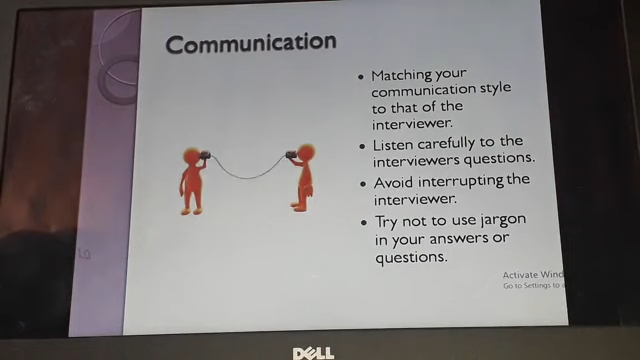 Communication
• Matching your
communication style
to that of the
interviewer.
• Listen carefully to the
interviewers questions.
• Avoid interrupting the
interviewer.
• Try not to use jargon
in your answers or
questions.
Activate Wind
Go to Settings to
DELL